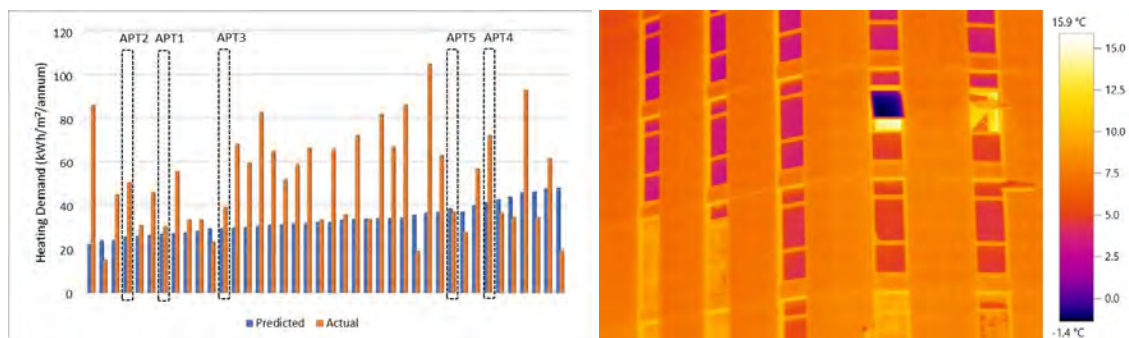 120
100
80
60
40
20
0
Heating Demand (kWh/m²/annum)
APT2
APT1
APT3
APT5
APT4
Predicted
Actual
15.9 °C
15.0
12.5
10.0
7.5
5.0
2.5
0.0
-1.4 °C